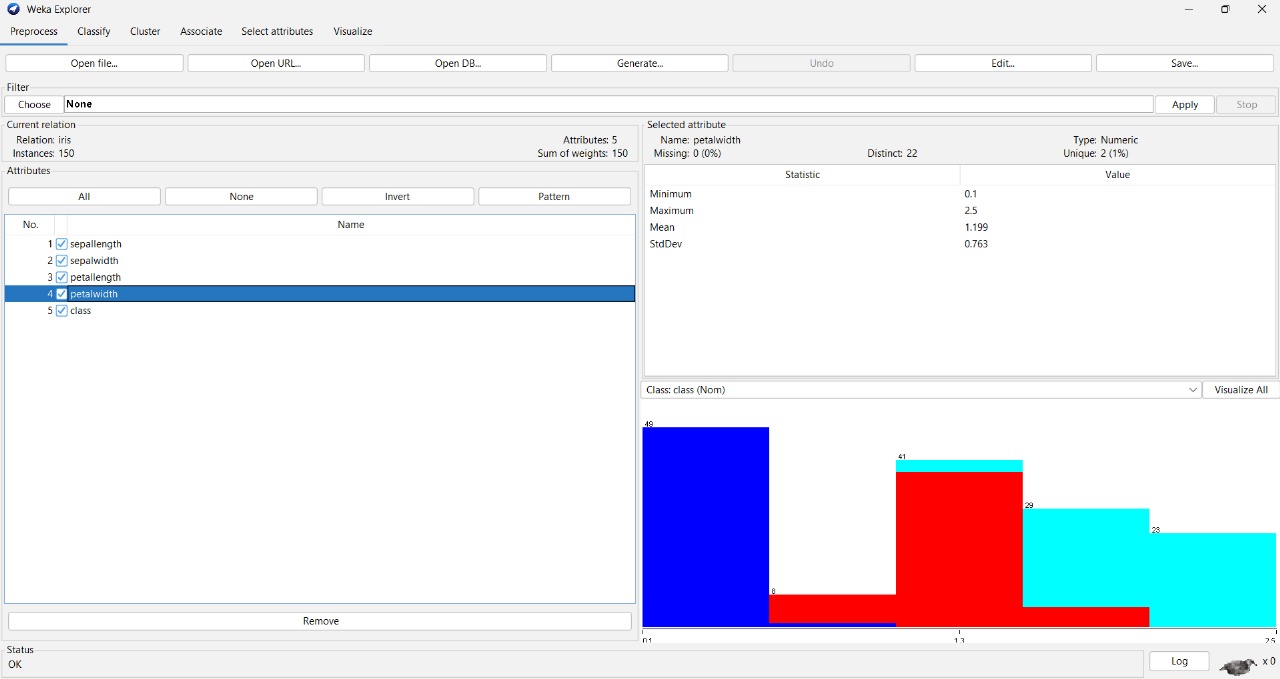 Weka Explorer
Preprocess Classify Cluster Associate Select attributes Visualize
Open file... Open URL... Open DB... Generate... Undo Edit... Save...
Filter
Choose None Apply Stop
Current relation
Relation: iris Attributes: 5
Instances: 150 Sum of weights: 150
Attributes
All None Invert Pattern
No. Name
1 sepallength
2 sepalwidth
3 petallength
4 petalwidth
5 class
Remove
Selected attribute
Name: petalwidth Type: Numeric
Missing: 0 (0%) Distinct: 22 Unique: 2 (1%)
Statistic Value
Minimum 0.1
Maximum 2.5
Mean 1.199
StdDev 0.763
Class: class (Nom) Visualize All
49
8
41
29
23
0.1 1.3 2.5
Status
OK
Log x 0